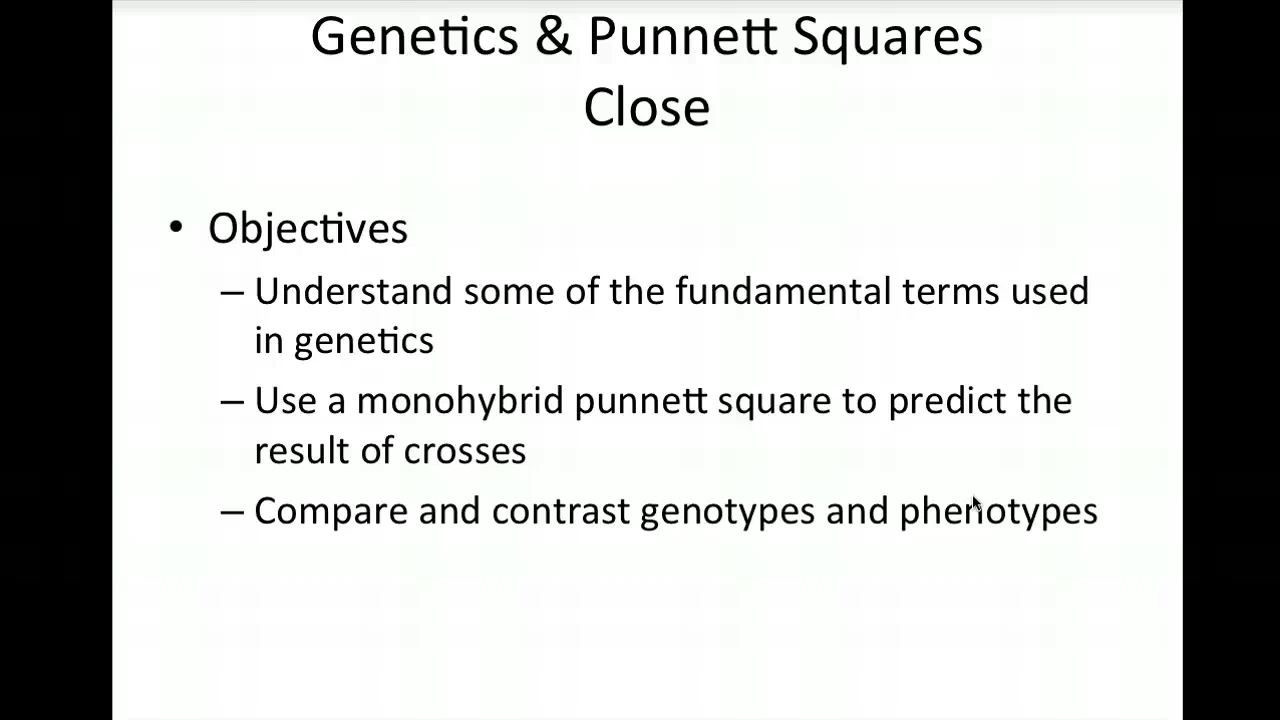 Genetics & Punnett Squares
Close
• Objectives
– Understand some of the fundamental terms used
in genetics
– Use a monohybrid punnett square to predict the
result of crosses
– Compare and contrast genotypes and phenotypes